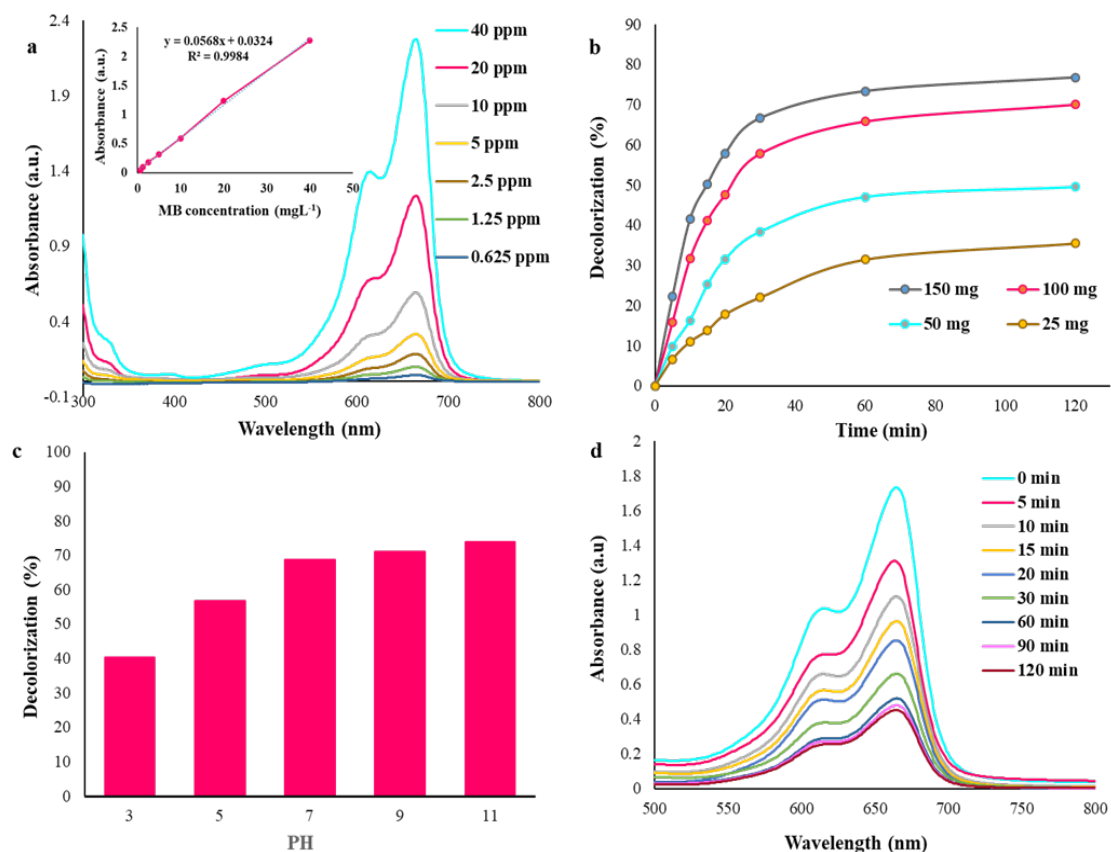 a
2.4
1.9
1.4
0.9
0.4
-0.1
Absorbance (a.u.)
300
400
500
600
700
800
Wavelength (nm)
y = 0.0568x + 0.0324
R² = 0.9984
2.5
2
1.5
1
0.5
0
Absorbance (a.u.)
0
10
20
30
40
50
MB concentration (mgL⁻¹)
40 ppm
20 ppm
10 ppm
5 ppm
2.5 ppm
1.25 ppm
0.625 ppm
b
90
80
70
60
50
40
30
20
10
0
Decolorization (%)
0
20
40
60
80
100
120
Time (min)
150 mg
100 mg
50 mg
25 mg
c
100
90
80
70
60
50
40
30
20
10
0
Decolorization (%)
3
5
7
9
11
PH
d
2
1.8
1.6
1.4
1.2
1
0.8
0.6
0.4
0.2
0
Absorbance (a.u)
500
550
600
650
700
750
800
Wavelength (nm)
0 min
5 min
10 min
15 min
20 min
30 min
60 min
90 min
120 min